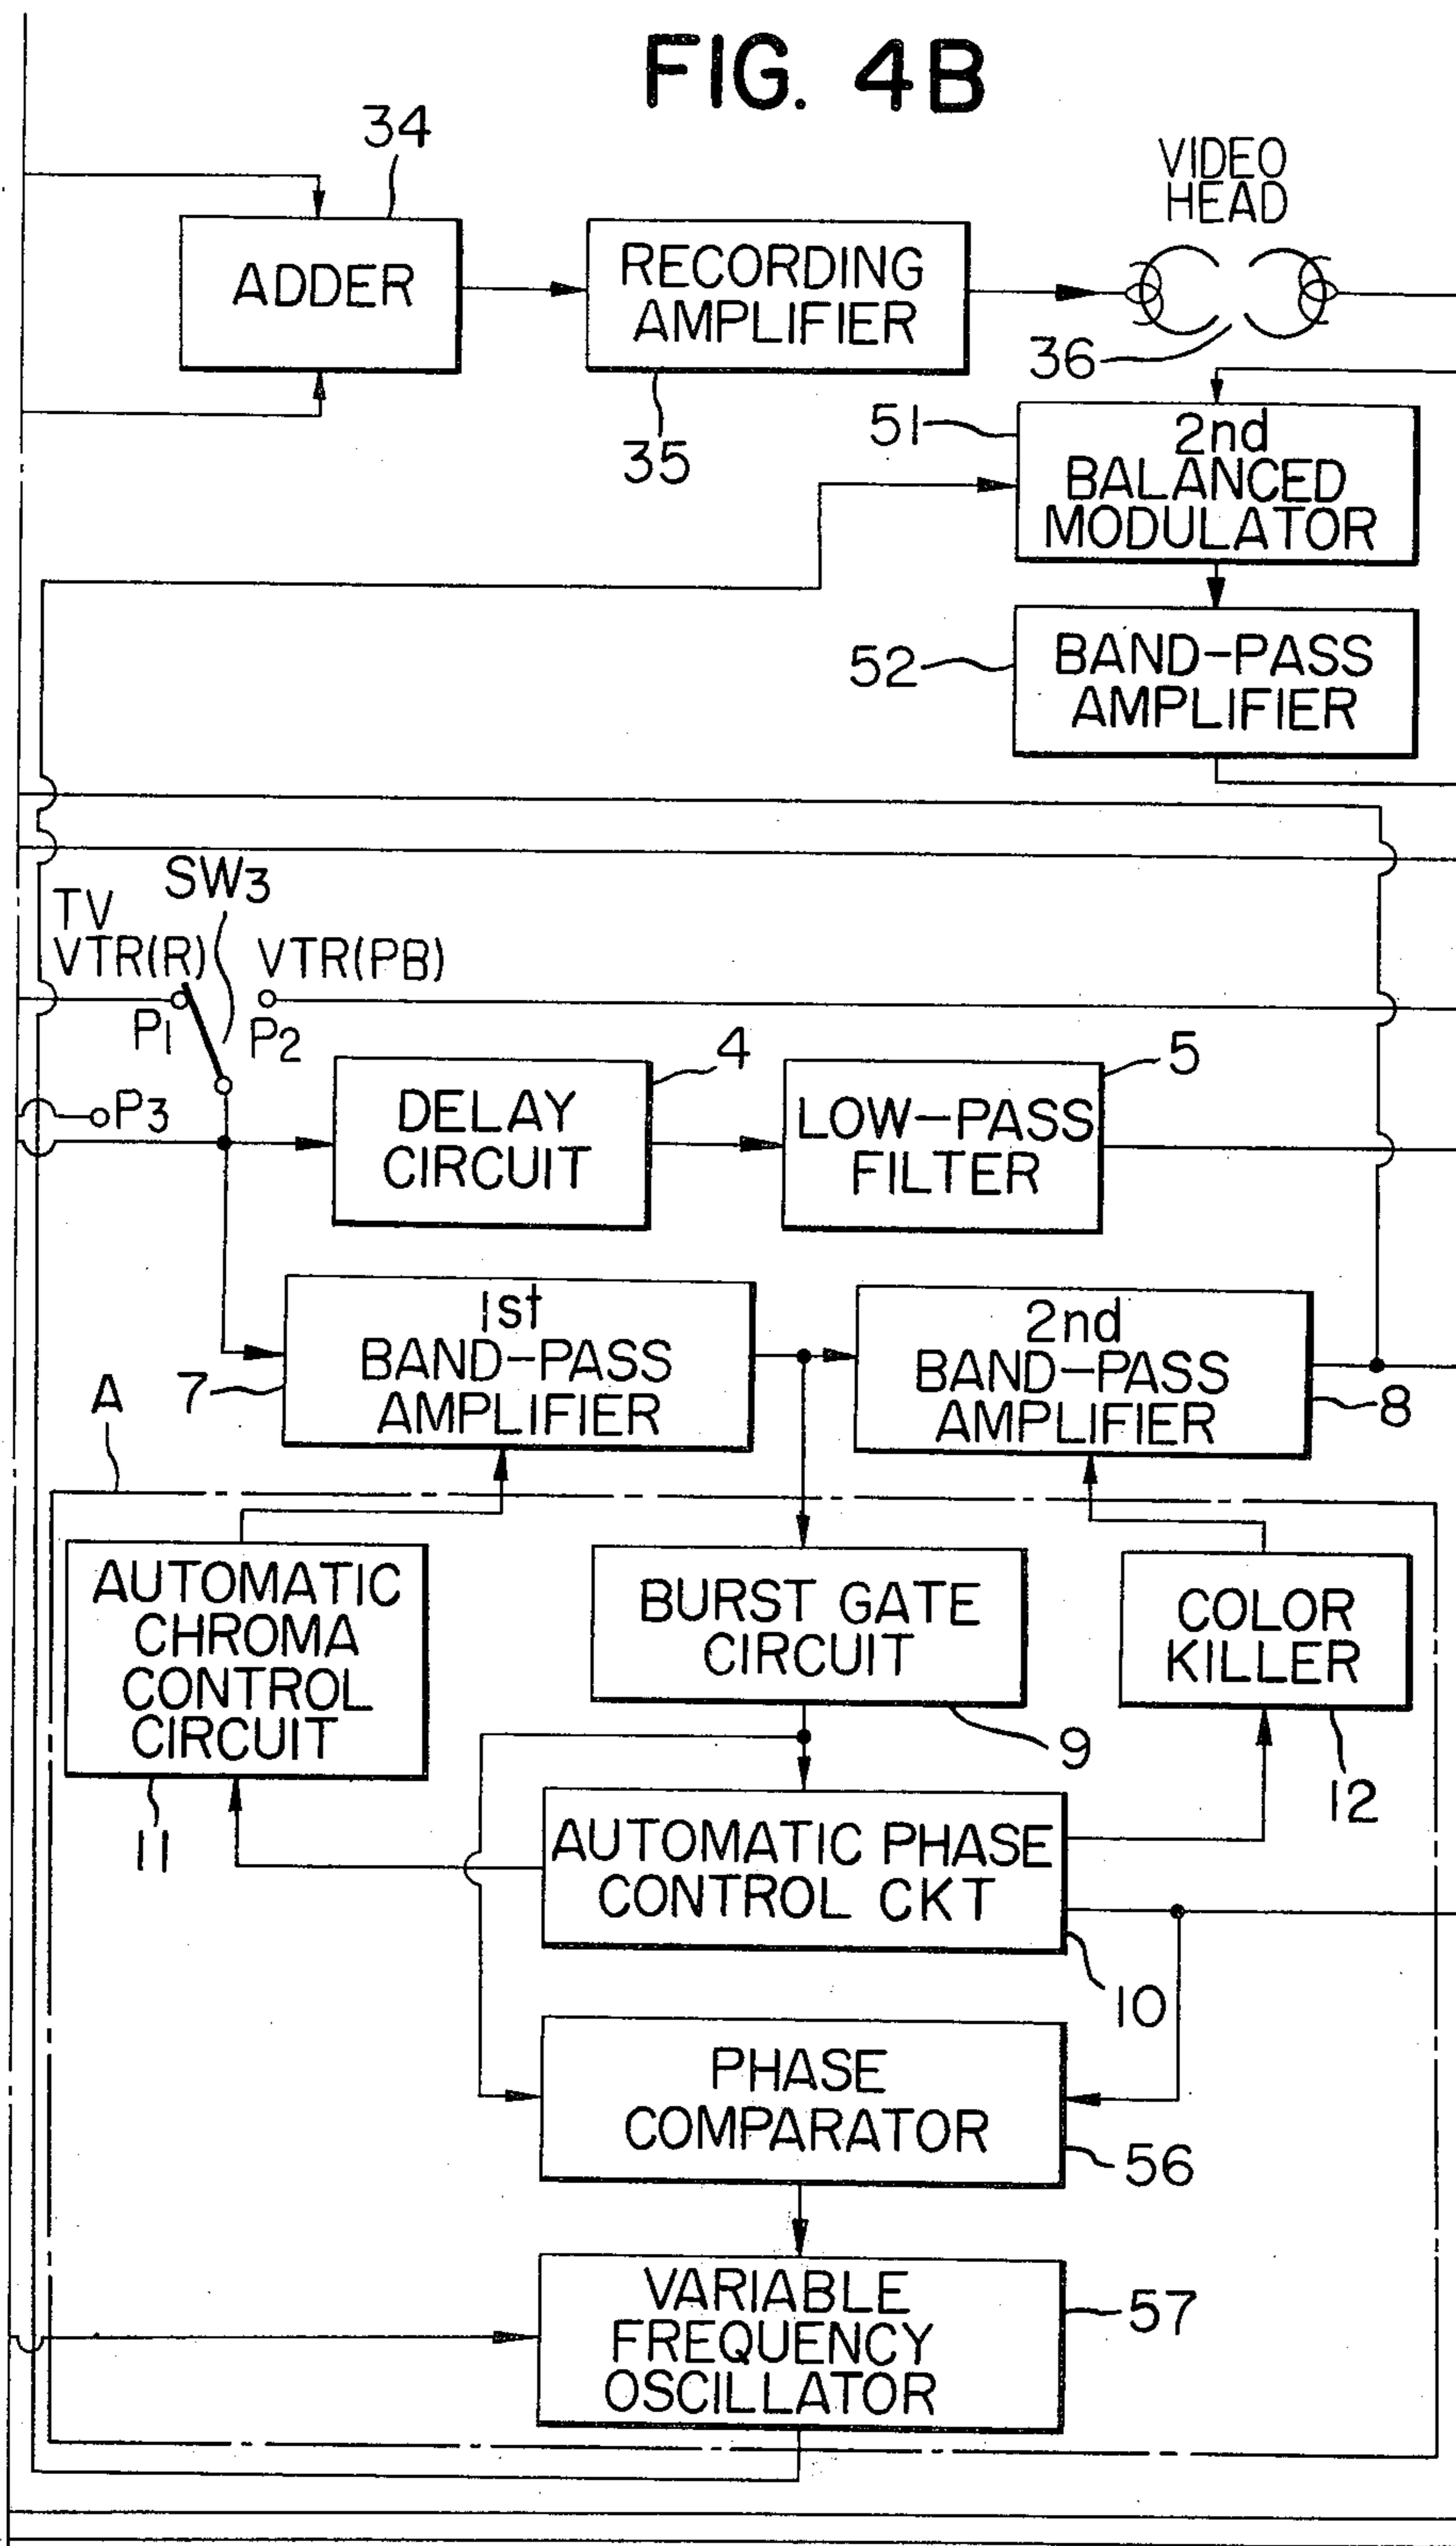 FIG. 4B
34
ADDER
RECORDING
AMPLIFIER
35
VIDEO
HEAD
36
51
2nd
BALANCED
MODULATOR
52
BAND-PASS
AMPLIFIER
SW3
TV
VTR(R)
VTR(PB)
P1
P2
P3
4
DELAY
CIRCUIT
5
LOW-PASS
FILTER
1st
BAND-PASS
AMPLIFIER
7
2nd
BAND-PASS
AMPLIFIER
8
A
AUTOMATIC
CHROMA
CONTROL
CIRCUIT
11
BURST GATE
CIRCUIT
9
COLOR
KILLER
12
AUTOMATIC PHASE
CONTROL CKT
10
PHASE
COMPARATOR
56
VARIABLE
FREQUENCY
OSCILLATOR
57